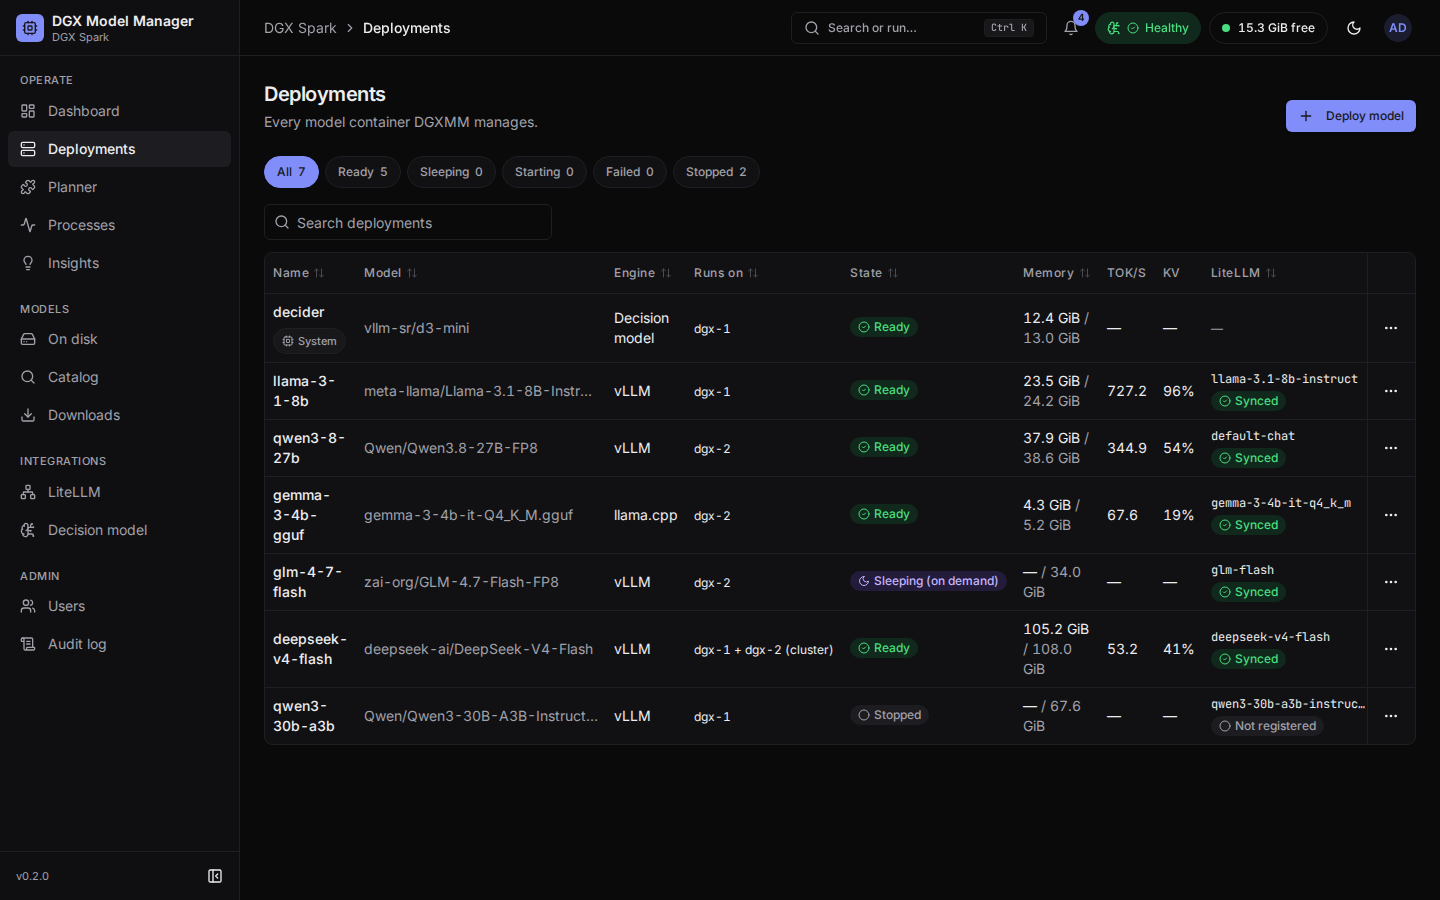 DGX Model Manager
DGX Spark
DGX Spark > Deployments
Search or run... Ctrl K
4
Healthy
15.3 GiB free
AD
OPERATE
Dashboard
Deployments
Planner
Processes
Insights
MODELS
On disk
Catalog
Downloads
INTEGRATIONS
LiteLLM
Decision model
ADMIN
Users
Audit log
v0.2.0
Deployments
Every model container DGXMM manages.
Deploy model
All 7 Ready 5 Sleeping 0 Starting 0 Failed 0 Stopped 2
Search deployments
Name Model Engine Runs on State Memory TOK/S KV LiteLLM
decider
System
vllm-sr/d3-mini
Decision
model
dgx-1
Ready
12.4 GiB /
13.0 GiB
— — —
llama-3-
1-8b
meta-llama/Llama-3.1-8B-Instr...
vLLM
dgx-1
Ready
23.5 GiB /
24.2 GiB
727.2
96%
llama-3.1-8b-instruct
Synced
qwen3-8-
27b
Qwen/Qwen3.8-27B-FP8
vLLM
dgx-2
Ready
37.9 GiB /
38.6 GiB
344.9
54%
default-chat
Synced
gemma-
3-4b-
gguf
gemma-3-4b-it-Q4_K_M.gguf
llama.cpp
dgx-2
Ready
4.3 GiB /
5.2 GiB
67.6
19%
gemma-3-4b-it-q4_k_m
Synced
glm-4-7-
flash
zai-org/GLM-4.7-Flash-FP8
vLLM
dgx-2
Sleeping (on demand)
— / 34.0
GiB
— —
glm-flash
Synced
deepseek-
v4-flash
deepseek-ai/DeepSeek-V4-Flash
vLLM
dgx-1 + dgx-2 (cluster)
Ready
105.2 GiB
/ 108.0
GiB
53.2
41%
deepseek-v4-flash
Synced
qwen3-
30b-a3b
Qwen/Qwen3-30B-A3B-Instruct...
vLLM
dgx-1
Stopped
— / 67.6
GiB
— —
qwen3-30b-a3b-instruc…
Not registered